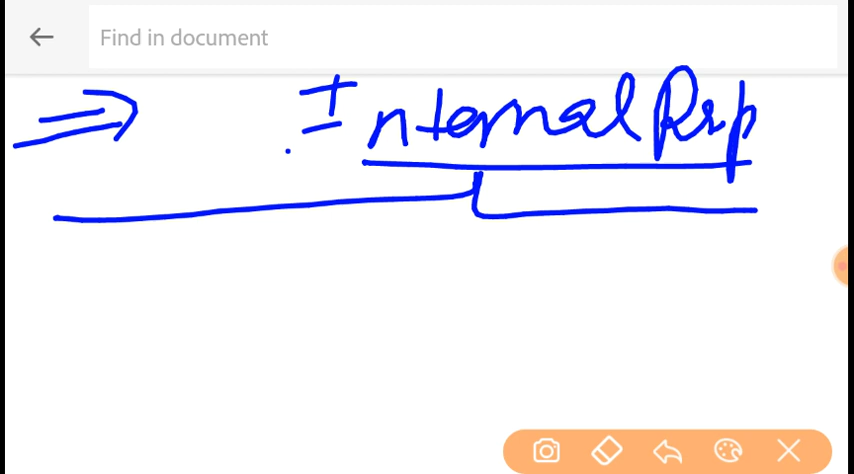 Find in document
⇒ Internal